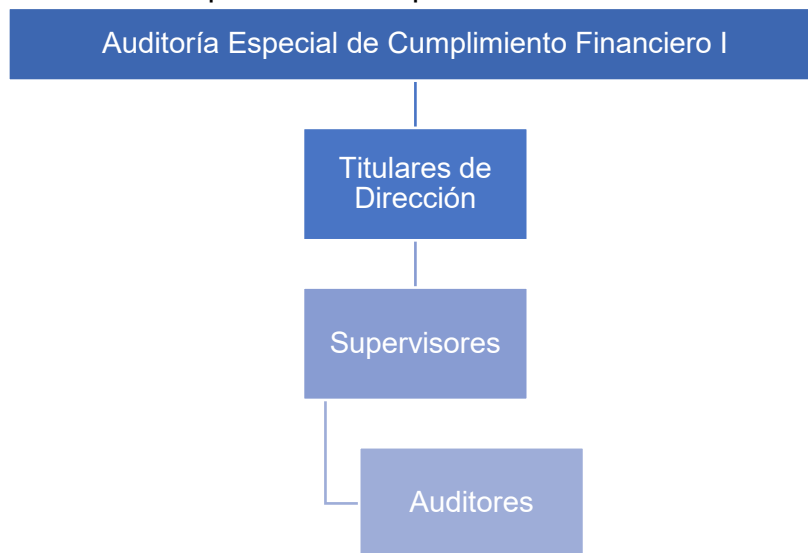 Auditoría Especial de Cumplimiento Financiero I
Titulares de
Dirección
Supervisores
Auditores